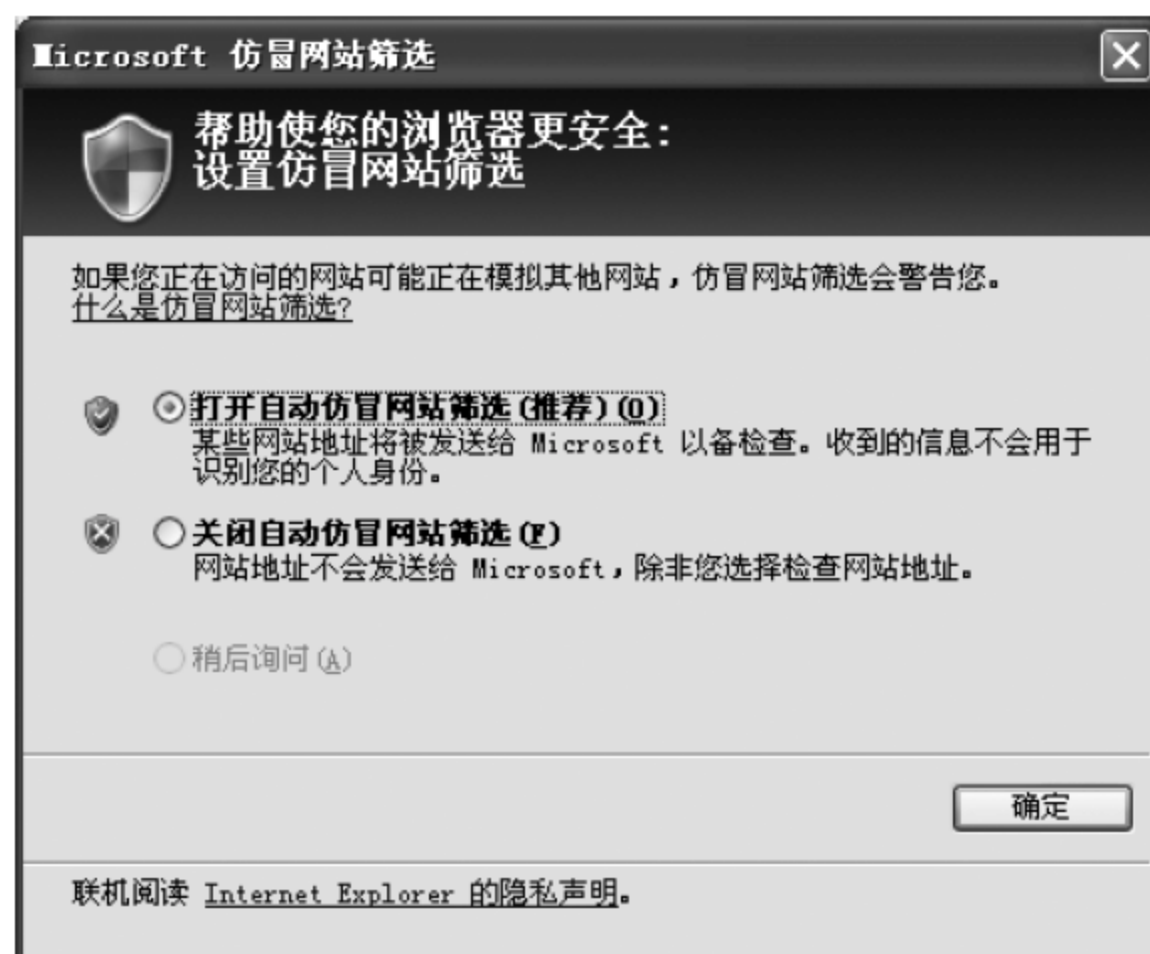 Microsoft 仿冒网站筛选
帮助使您的浏览器更安全:
设置仿冒网站筛选
如果您正在访问的网站可能正在模拟其他网站，仿冒网站筛选会警告您。
什么是仿冒网站筛选?
打开自动仿冒网站筛选(推荐)(O)
某些网站地址将被发送给 Microsoft 以备检查。收到的信息不会用于
识别您的个人身份。
关闭自动仿冒网站筛选(F)
网站地址不会发送给 Microsoft，除非您选择检查网站地址。
稍后询问(A)
确定
联机阅读 Internet Explorer 的隐私声明。